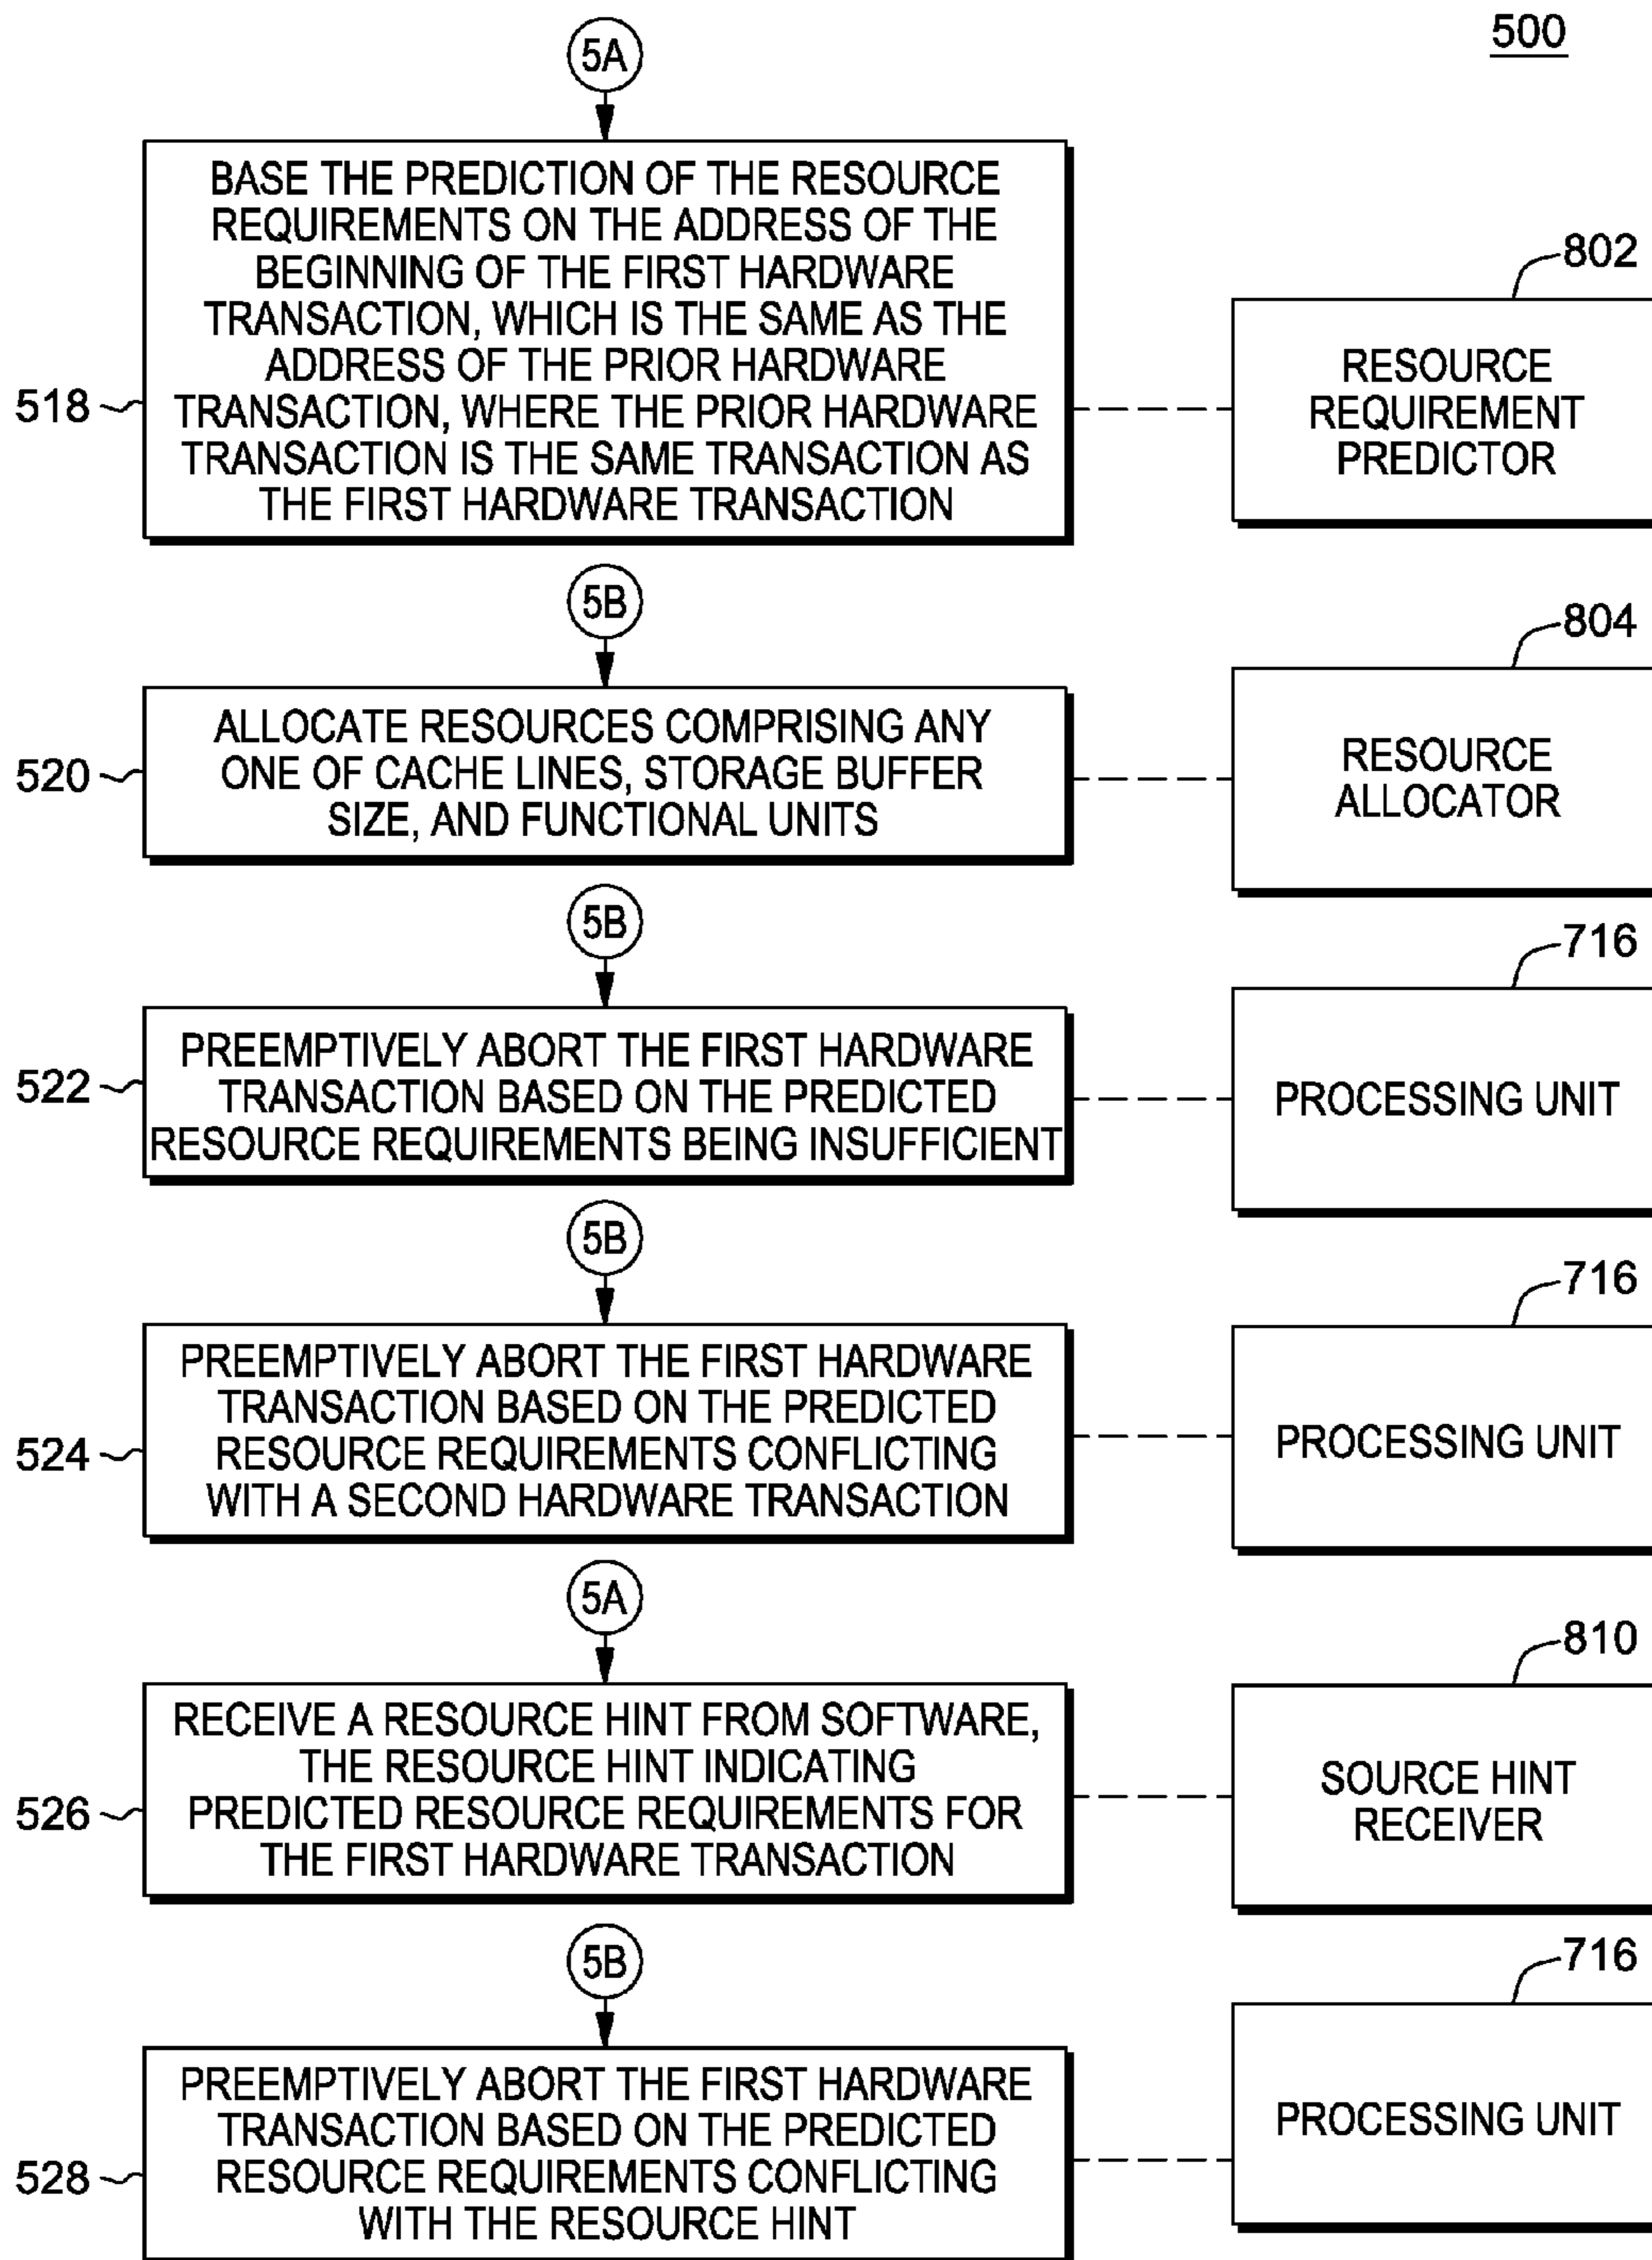 500
5A
BASE THE PREDICTION OF THE RESOURCE
REQUIREMENTS ON THE ADDRESS OF THE
BEGINNING OF THE FIRST HARDWARE
TRANSACTION, WHICH IS THE SAME AS THE
ADDRESS OF THE PRIOR HARDWARE
TRANSACTION, WHERE THE PRIOR HARDWARE
TRANSACTION IS THE SAME TRANSACTION AS
THE FIRST HARDWARE TRANSACTION
518
802
RESOURCE
REQUIREMENT
PREDICTOR
5B
ALLOCATE RESOURCES COMPRISING ANY
ONE OF CACHE LINES, STORAGE BUFFER
SIZE, AND FUNCTIONAL UNITS
520
804
RESOURCE
ALLOCATOR
5B
PREEMPTIVELY ABORT THE FIRST HARDWARE
TRANSACTION BASED ON THE PREDICTED
RESOURCE REQUIREMENTS BEING INSUFFICIENT
522
716
PROCESSING UNIT
5B
PREEMPTIVELY ABORT THE FIRST HARDWARE
TRANSACTION BASED ON THE PREDICTED
RESOURCE REQUIREMENTS CONFLICTING
WITH A SECOND HARDWARE TRANSACTION
524
716
PROCESSING UNIT
5A
RECEIVE A RESOURCE HINT FROM SOFTWARE,
THE RESOURCE HINT INDICATING
PREDICTED RESOURCE REQUIREMENTS FOR
THE FIRST HARDWARE TRANSACTION
526
810
SOURCE HINT
RECEIVER
5B
PREEMPTIVELY ABORT THE FIRST HARDWARE
TRANSACTION BASED ON THE PREDICTED
RESOURCE REQUIREMENTS CONFLICTING
WITH THE RESOURCE HINT
528
716
PROCESSING UNIT